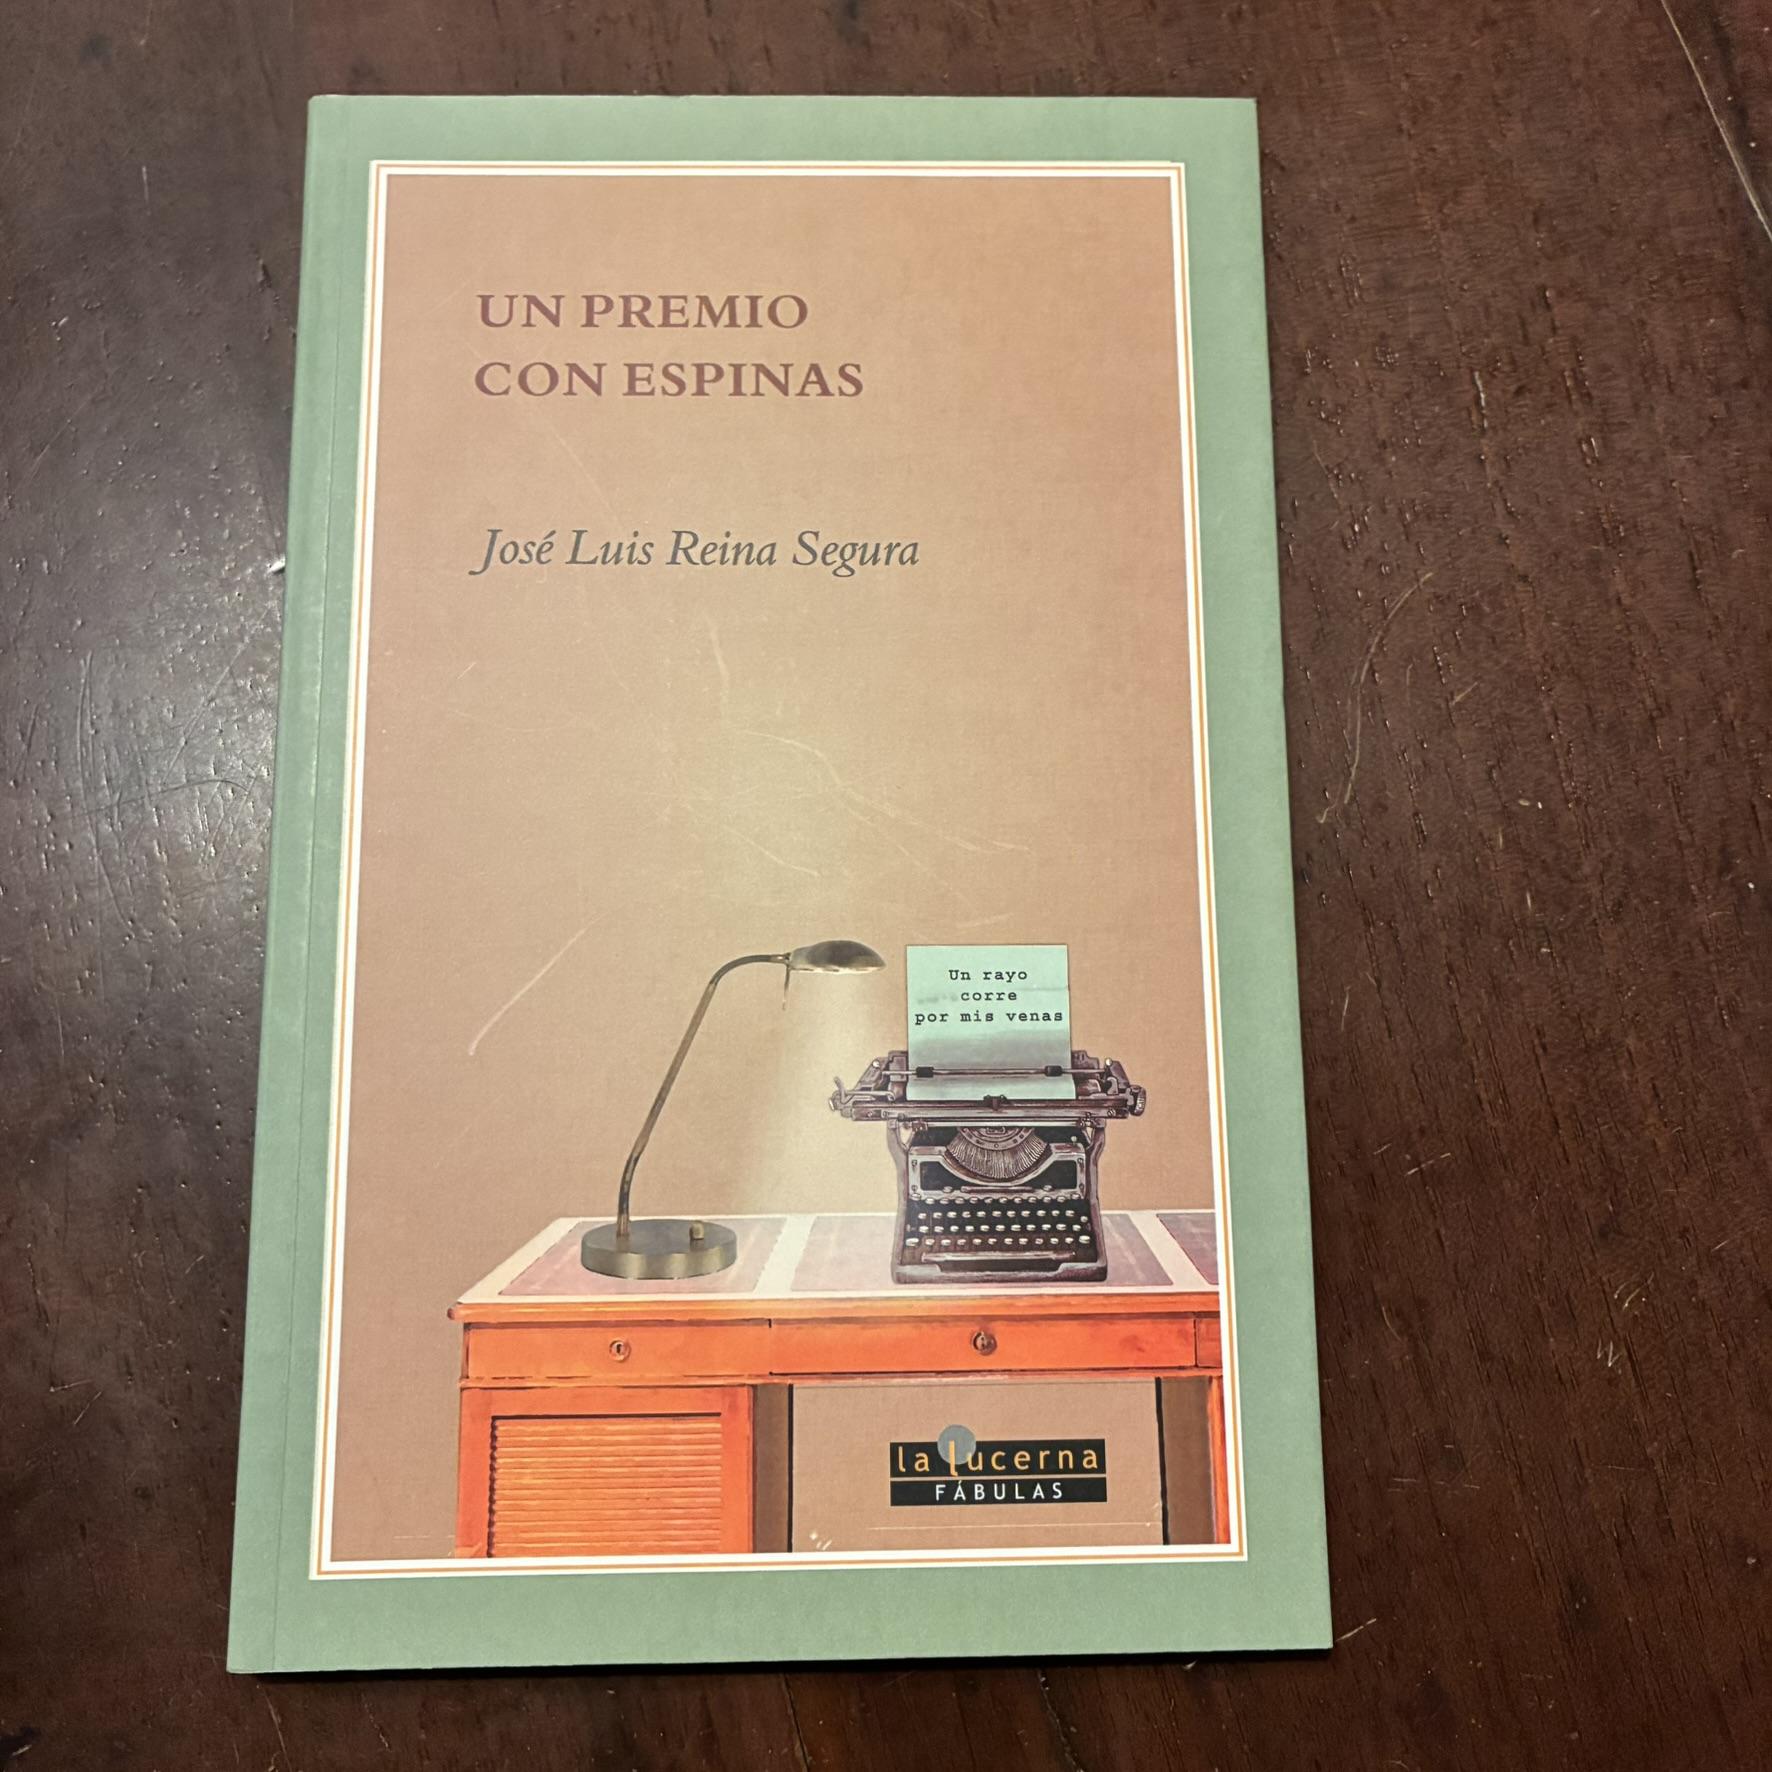 UN PREMIO
CON ESPINAS
José Luis Reina Segura
Un rayo
corre
por mis venas
la lucerna
FÁBULAS